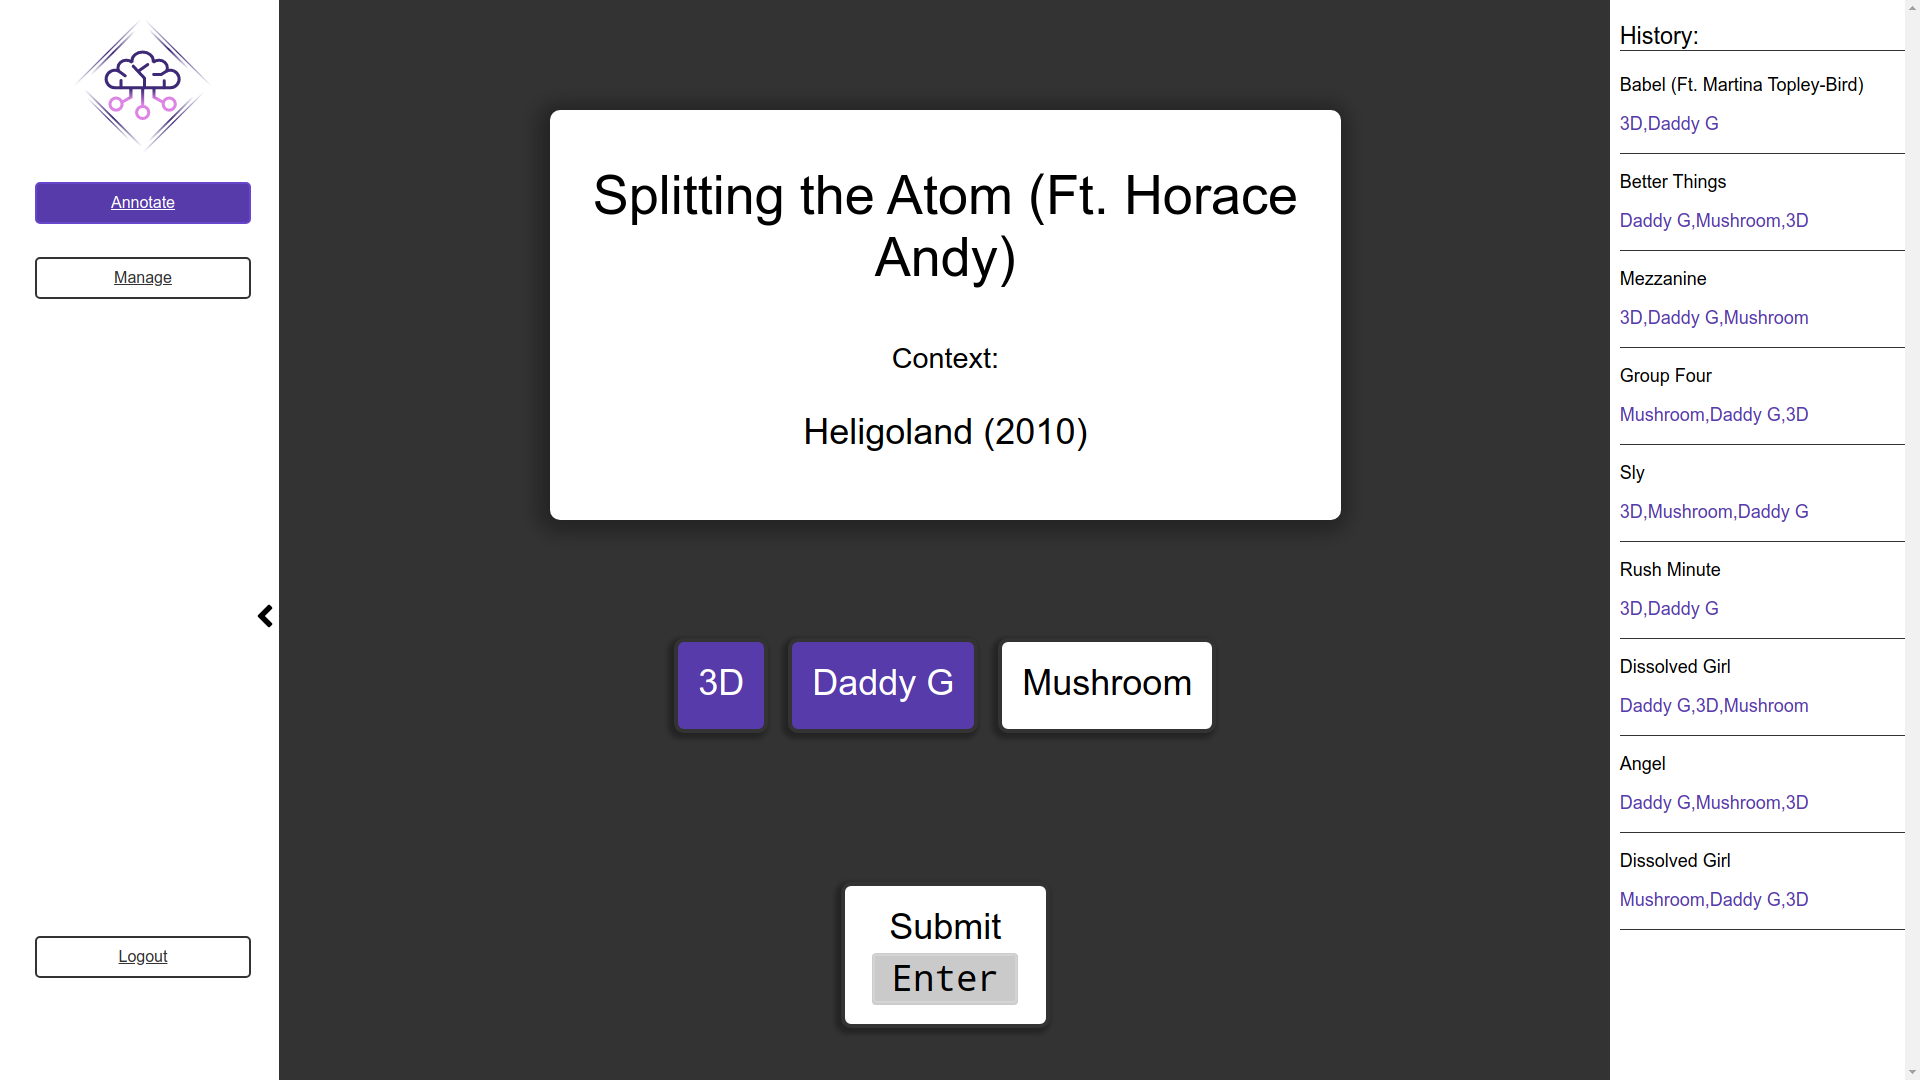 Annotate
Manage
Logout
Splitting the Atom (Ft. Horace
Andy)
Context:
Heligoland (2010)
3D
Daddy G
Mushroom
Submit
Enter
History:
Babel (Ft. Martina Topley-Bird)
3D,Daddy G
Better Things
Daddy G,Mushroom,3D
Mezzanine
3D,Daddy G,Mushroom
Group Four
Mushroom,Daddy G,3D
Sly
3D,Mushroom,Daddy G
Rush Minute
3D,Daddy G
Dissolved Girl
Daddy G,3D,Mushroom
Angel
Daddy G,Mushroom,3D
Dissolved Girl
Mushroom,Daddy G,3D